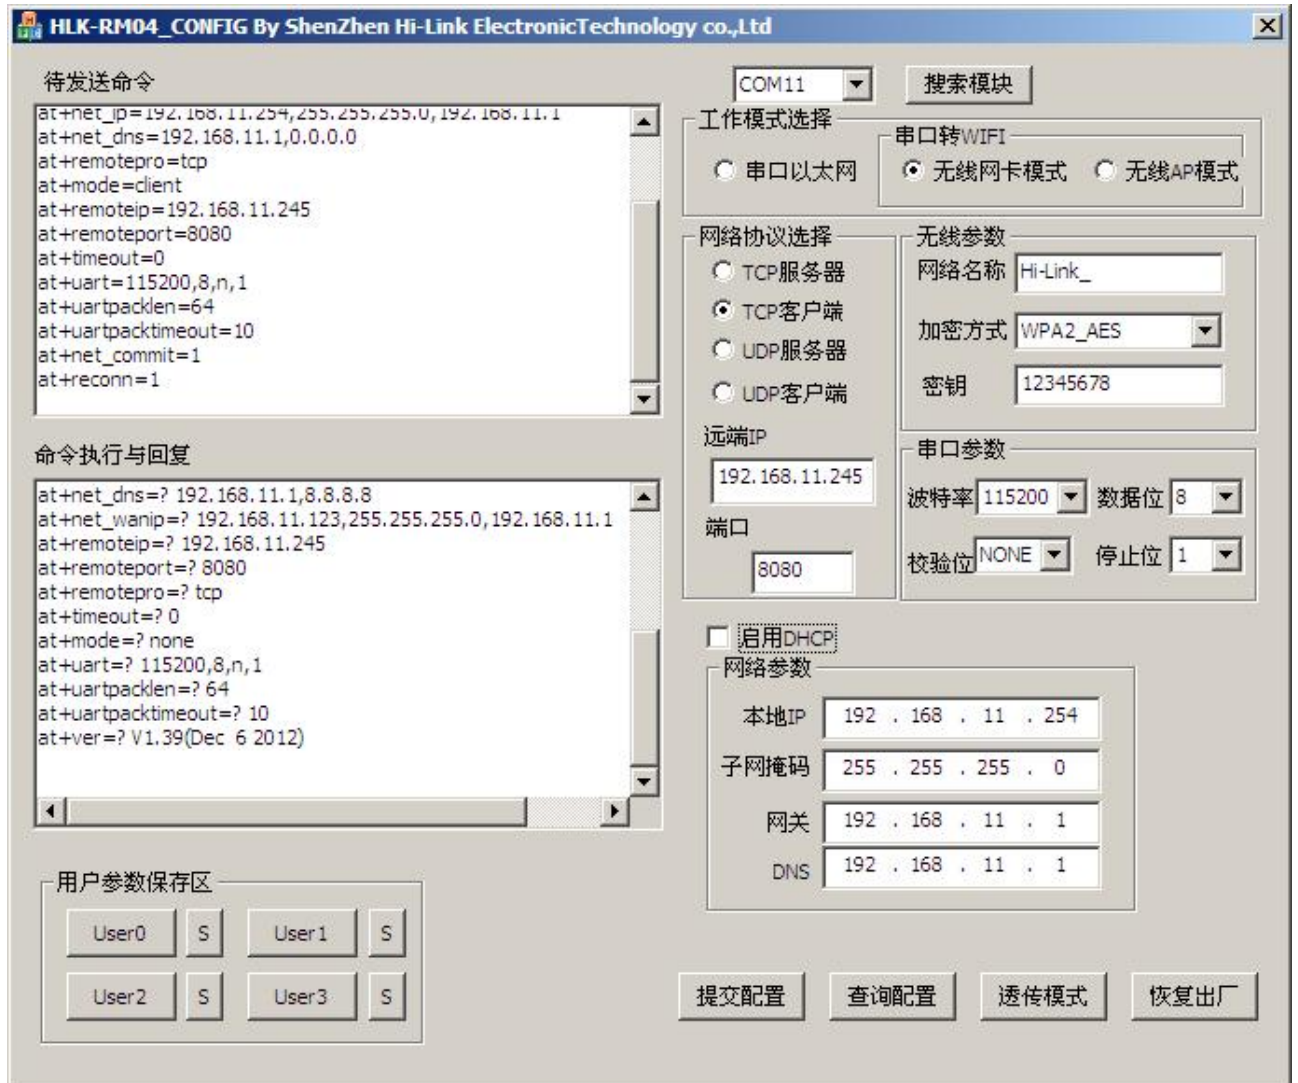 HLK-RM04_CONFIG By ShenZhen Hi-Link ElectronicTechnology co.,Ltd
待发送命令
at+net_ip=192.168.11.254,255.255.255.0,192.168.11.1
at+net_dns=192.168.11.1,0.0.0.0
at+remotepro=tcp
at+mode=client
at+remoteip=192.168.11.245
at+remoteport=8080
at+timeout=0
at+uart=115200,8,n,1
at+uartpacklen=64
at+uartpacktimeout=10
at+net_commit=1
at+reconn=1
命令执行与回复
at+net_dns=? 192.168.11.1,8.8.8.8
at+net_wanip=? 192.168.11.123,255.255.255.0,192.168.11.1
at+remoteip=? 192.168.11.245
at+remoteport=? 8080
at+remotepro=? tcp
at+timeout=? 0
at+mode=? none
at+uart=? 115200,8,n,1
at+uartpacklen=? 64
at+uartpacktimeout=? 10
at+ver=? V1.39(Dec  6 2012)
用户参数保存区
User0 S User1 S
User2 S User3 S
COM11 搜索模块
工作模式选择
串口转WIFI
串口以太网 无线网卡模式 无线AP模式
网络协议选择
TCP服务器
TCP客户端
UDP服务器
UDP客户端
远端IP
192.168.11.245
端口
8080
无线参数
网络名称 Hi-Link_
加密方式 WPA2_AES
密钥 12345678
串口参数
波特率 115200 数据位 8
校验位 NONE 停止位 1
启用DHCP
网络参数
本地IP 192 . 168 . 11 . 254
子网掩码 255 . 255 . 255 . 0
网关 192 . 168 . 11 . 1
DNS 192 . 168 . 11 . 1
提交配置 查询配置 透传模式 恢复出厂